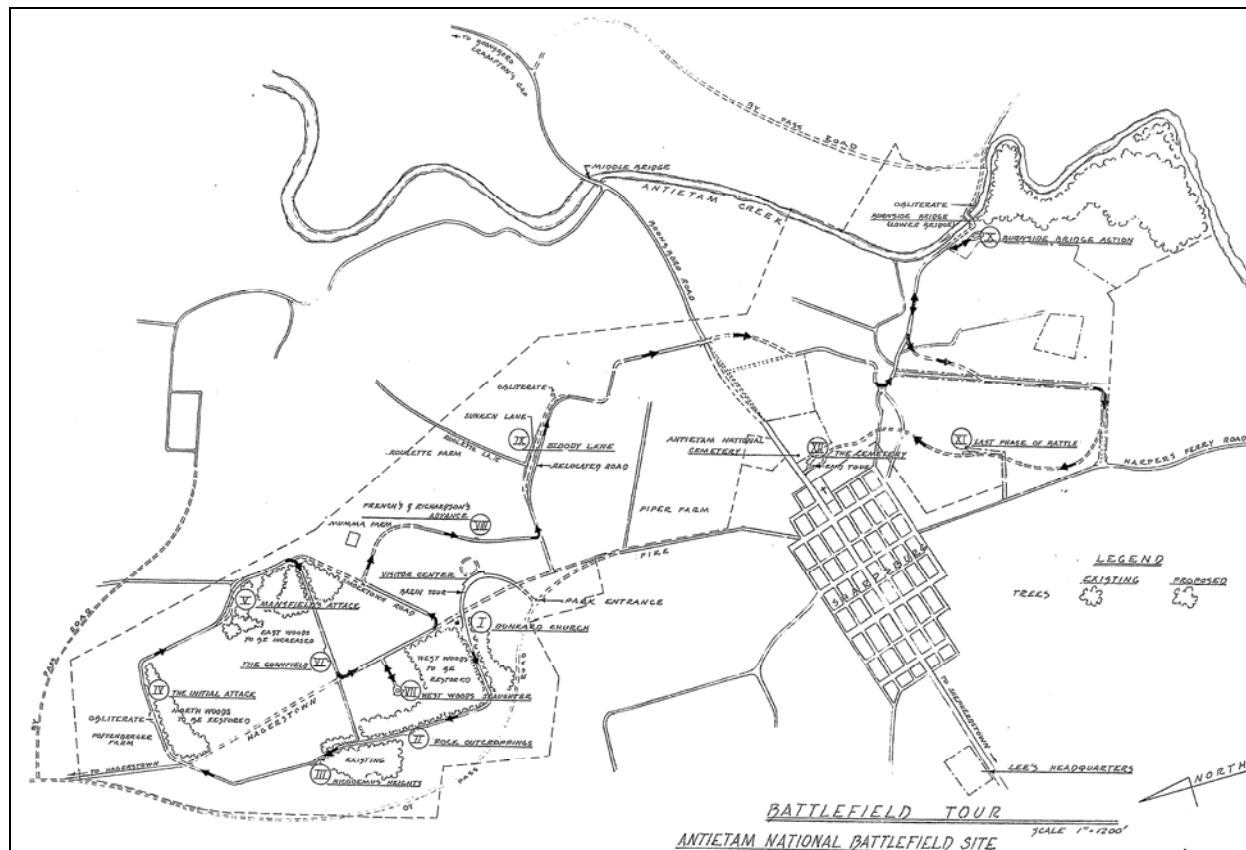 TO BOONSBORO
CRAMPTON'S GAP
BY PASS ROAD
MIDDLE BRIDGE
ANTIETAM CREEK
OBLITERATE
BURNSIDE BRIDGE
(LOWER BRIDGE)
X BURNSIDE BRIDGE ACTION
BOONSBORO ROAD
OBLITERATE
SUNKEN LANE
IX BLOODY LANE
ROULETTE LANE
ROULETTE FARM
RELOCATED ROAD
ANTIETAM NATIONAL
CEMETERY
XII THE CEMETERY
END TOUR
XI LAST PHASE OF BATTLE
HARPERS FERRY ROAD
FRENCH'S & RICHARDSON'S
ADVANCE
VIII
MUMMA FARM
PIPER FARM
PIKE
VISITOR CENTER
BEGIN TOUR
PARK ENTRANCE
SMOKETOWN ROAD
V MANSFIELD'S ATTACK
EAST WOODS
TO BE INCREASED
I DUNKARD CHURCH
SHARPSBURG
LEGEND
EXISTING PROPOSED
TREES
BY PASS ROAD
THE CORNFIELD VI
WEST WOODS
TO BE
RESTORED
ROAD
IV THE INITIAL ATTACK
VII WEST WOODS SLAUGHTER
NORTH WOODS
TO BE RESTORED
OBLITERATE
POFFENBERGER
FARM
HAGERSTOWN
II ROCK OUTCROPPINGS
TO SHEPHERDSTOWN
TO HAGERSTOWN
EXISTING
III NICODEMUS HEIGHTS
PASS
LEE'S HEADQUARTERS
NORTH
BATTLEFIELD TOUR
SCALE 1"=1200'
ANTIETAM NATIONAL BATTLEFIELD SITE